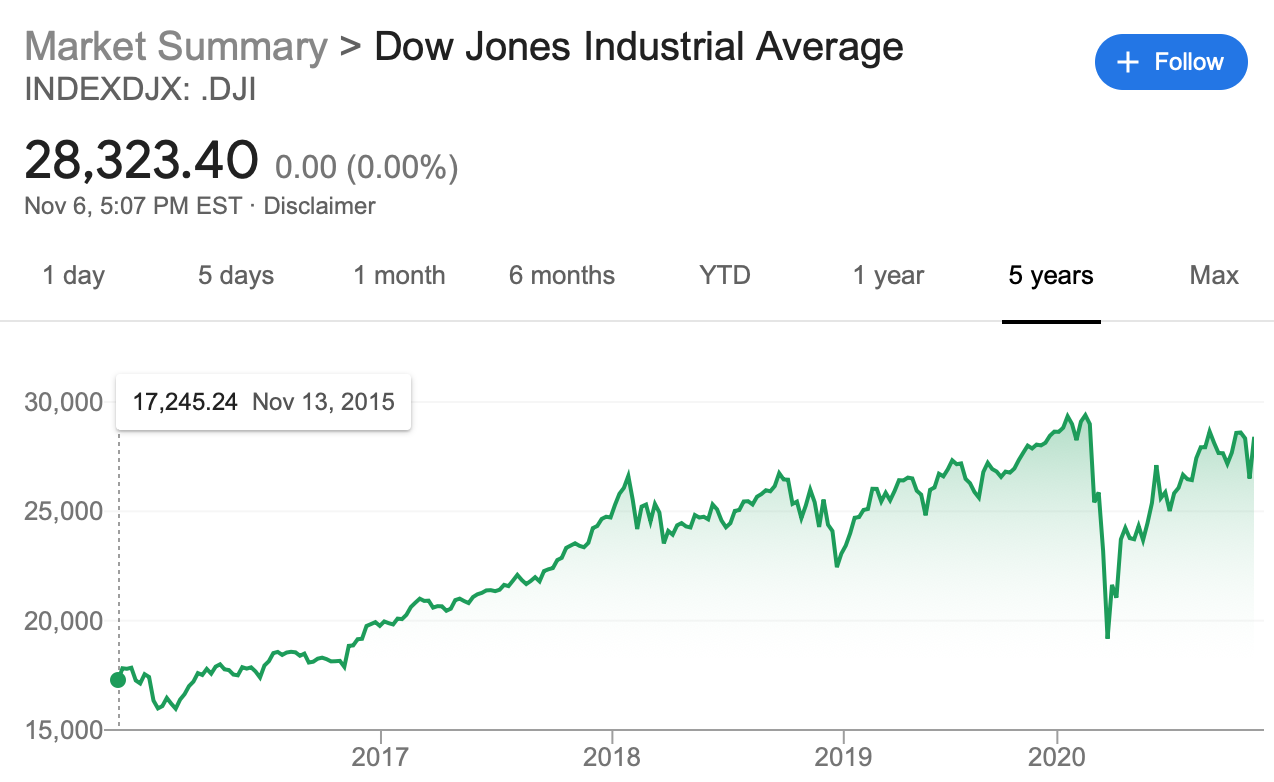 Market Summary > Dow Jones Industrial Average
INDEXDJX: .DJI
+ Follow
28,323.40 0.00 (0.00%)
Nov 6, 5:07 PM EST · Disclaimer
1 day 5 days 1 month 6 months YTD 1 year 5 years Max
30,000
17,245.24 Nov 13, 2015
25,000
20,000
15,000
2017 2018 2019 2020